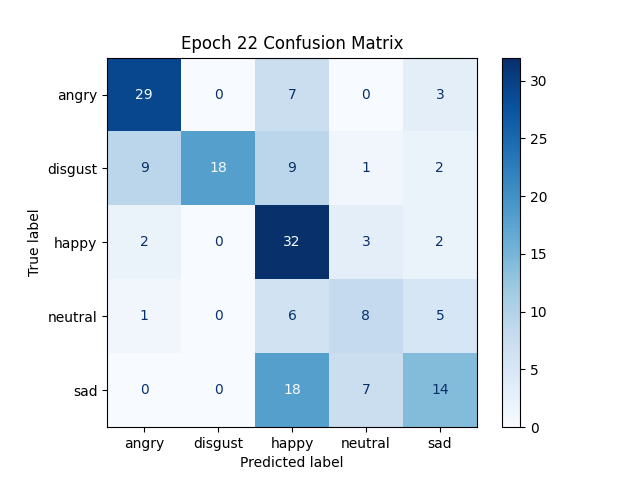 Epoch 22 Confusion Matrix
True label
angry 29 0 7 0 3
disgust 9 18 9 1 2
happy 2 0 32 3 2
neutral 1 0 6 8 5
sad 0 0 18 7 14
angry disgust happy neutral sad
Predicted label
30
25
20
15
10
5
0